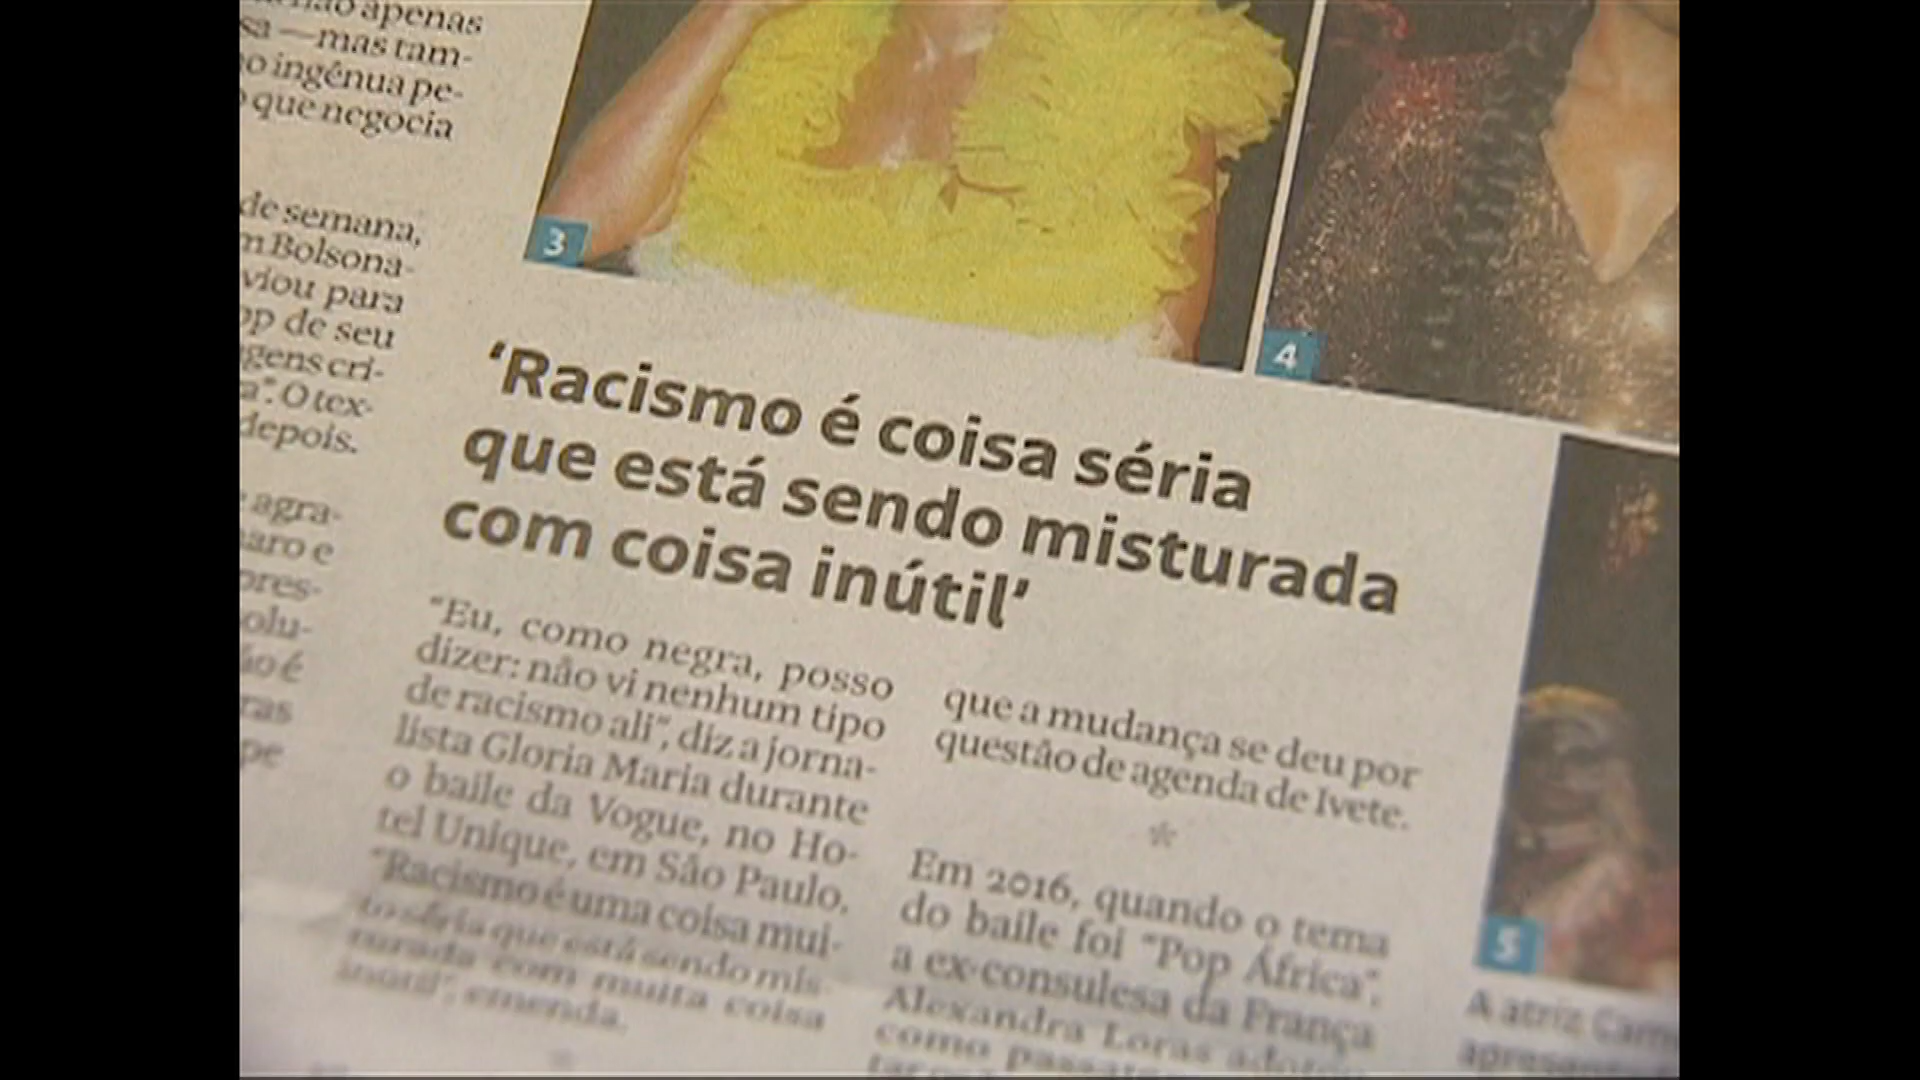 não apenas
sa —mas tam-
o ingênua pe-
que negocia
de semana,
m Bolsona-
viou para
pp de seu
gens cri-
a”. O tex-
depois.
agra-
naro e
pres-
olu-
ão é
ras
pe
3
4
‘Racismo é coisa séria
que está sendo misturada
com coisa inútil’
“Eu, como negra, posso
dizer: não vi nenhum tipo
de racismo ali”, diz a jorna-
lista Gloria Maria durante
o baile da Vogue, no Ho-
tel Unique, em São Paulo.
“Racismo é uma coisa mui-
to séria que está sendo mis-
turada com muita coisa
inútil”, emenda.
que a mudança se deu por
questão de agenda de Ivete.
*
Em 2016, quando o tema
do baile foi “Pop África”,
a ex-consulesa da França
Alexandra Loras adotou
como
5
A atriz Cam
apresen